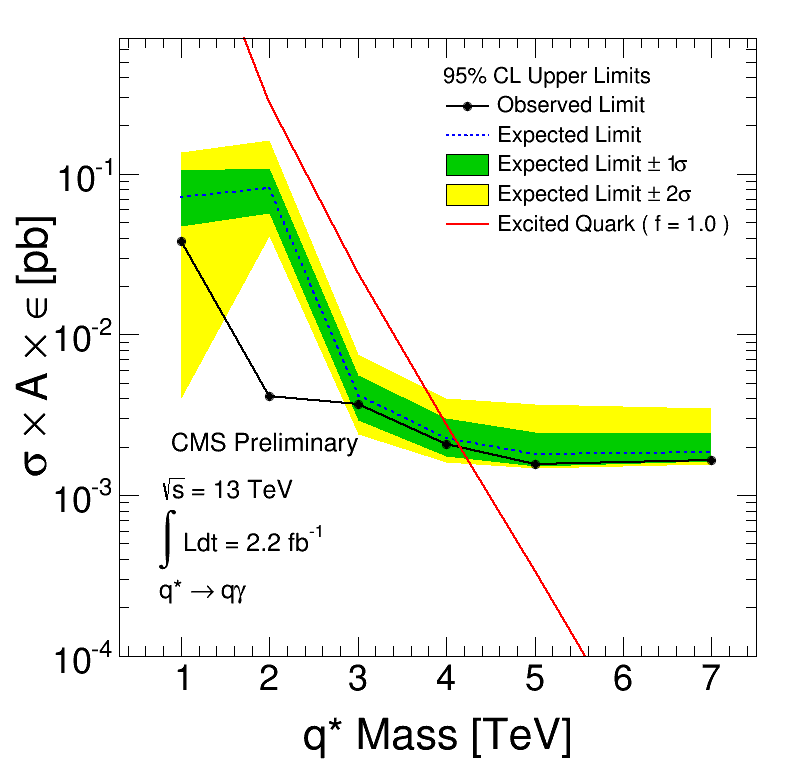 95% CL Upper Limits
Observed Limit
Expected Limit
Expected Limit ± 1σ
Expected Limit ± 2σ
Excited Quark ( f = 1.0 )
σ × A × ∈ [pb]
10⁻¹
10⁻²
10⁻³
10⁻⁴
CMS Preliminary
√s = 13 TeV
∫ Ldt = 2.2 fb⁻¹
q* → qγ
1 2 3 4 5 6 7
q* Mass [TeV]